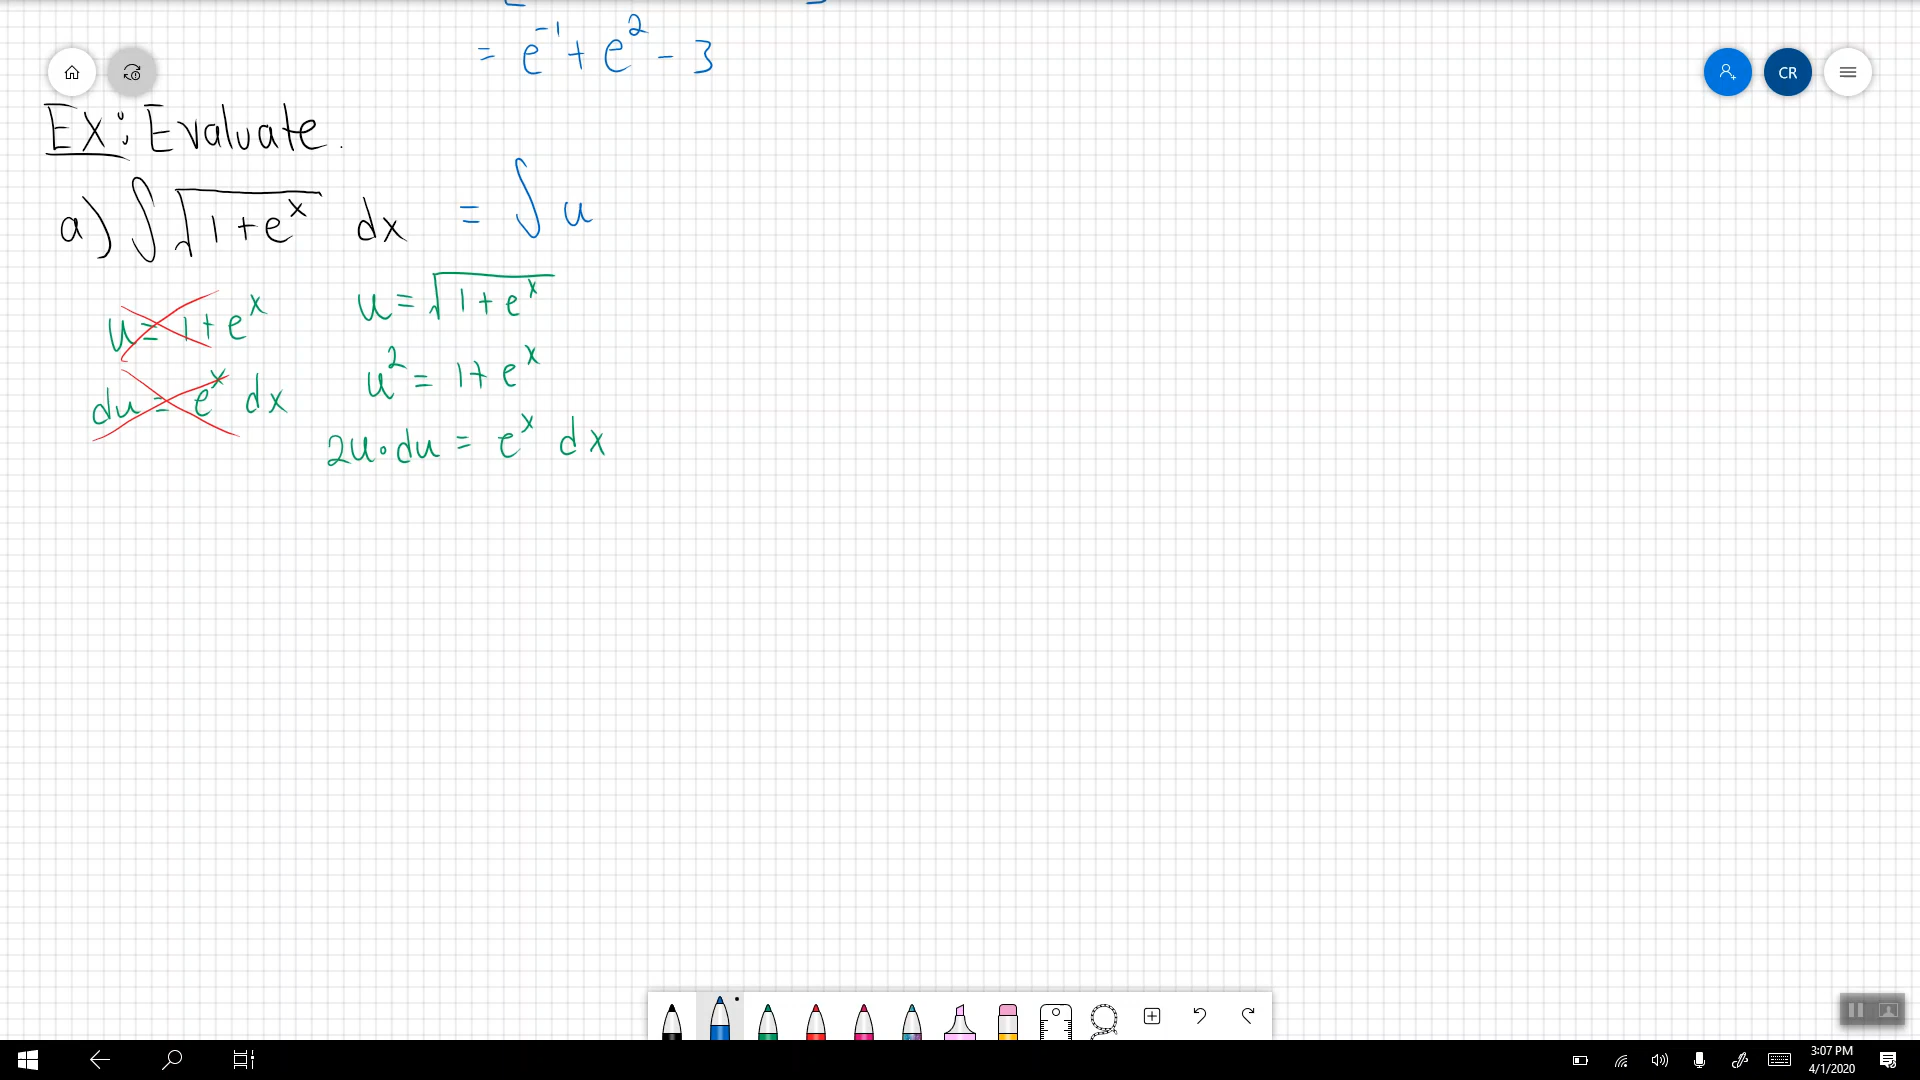 = e^-1 + e^2 - 3
CR
EX: Evaluate.
a) ∫ √(1+e^x) dx = ∫ u
u = 1+e^x
du = e^x dx
u = √(1+e^x)
u^2 = 1+e^x
2u·du = e^x dx
3:07 PM
4/1/2020